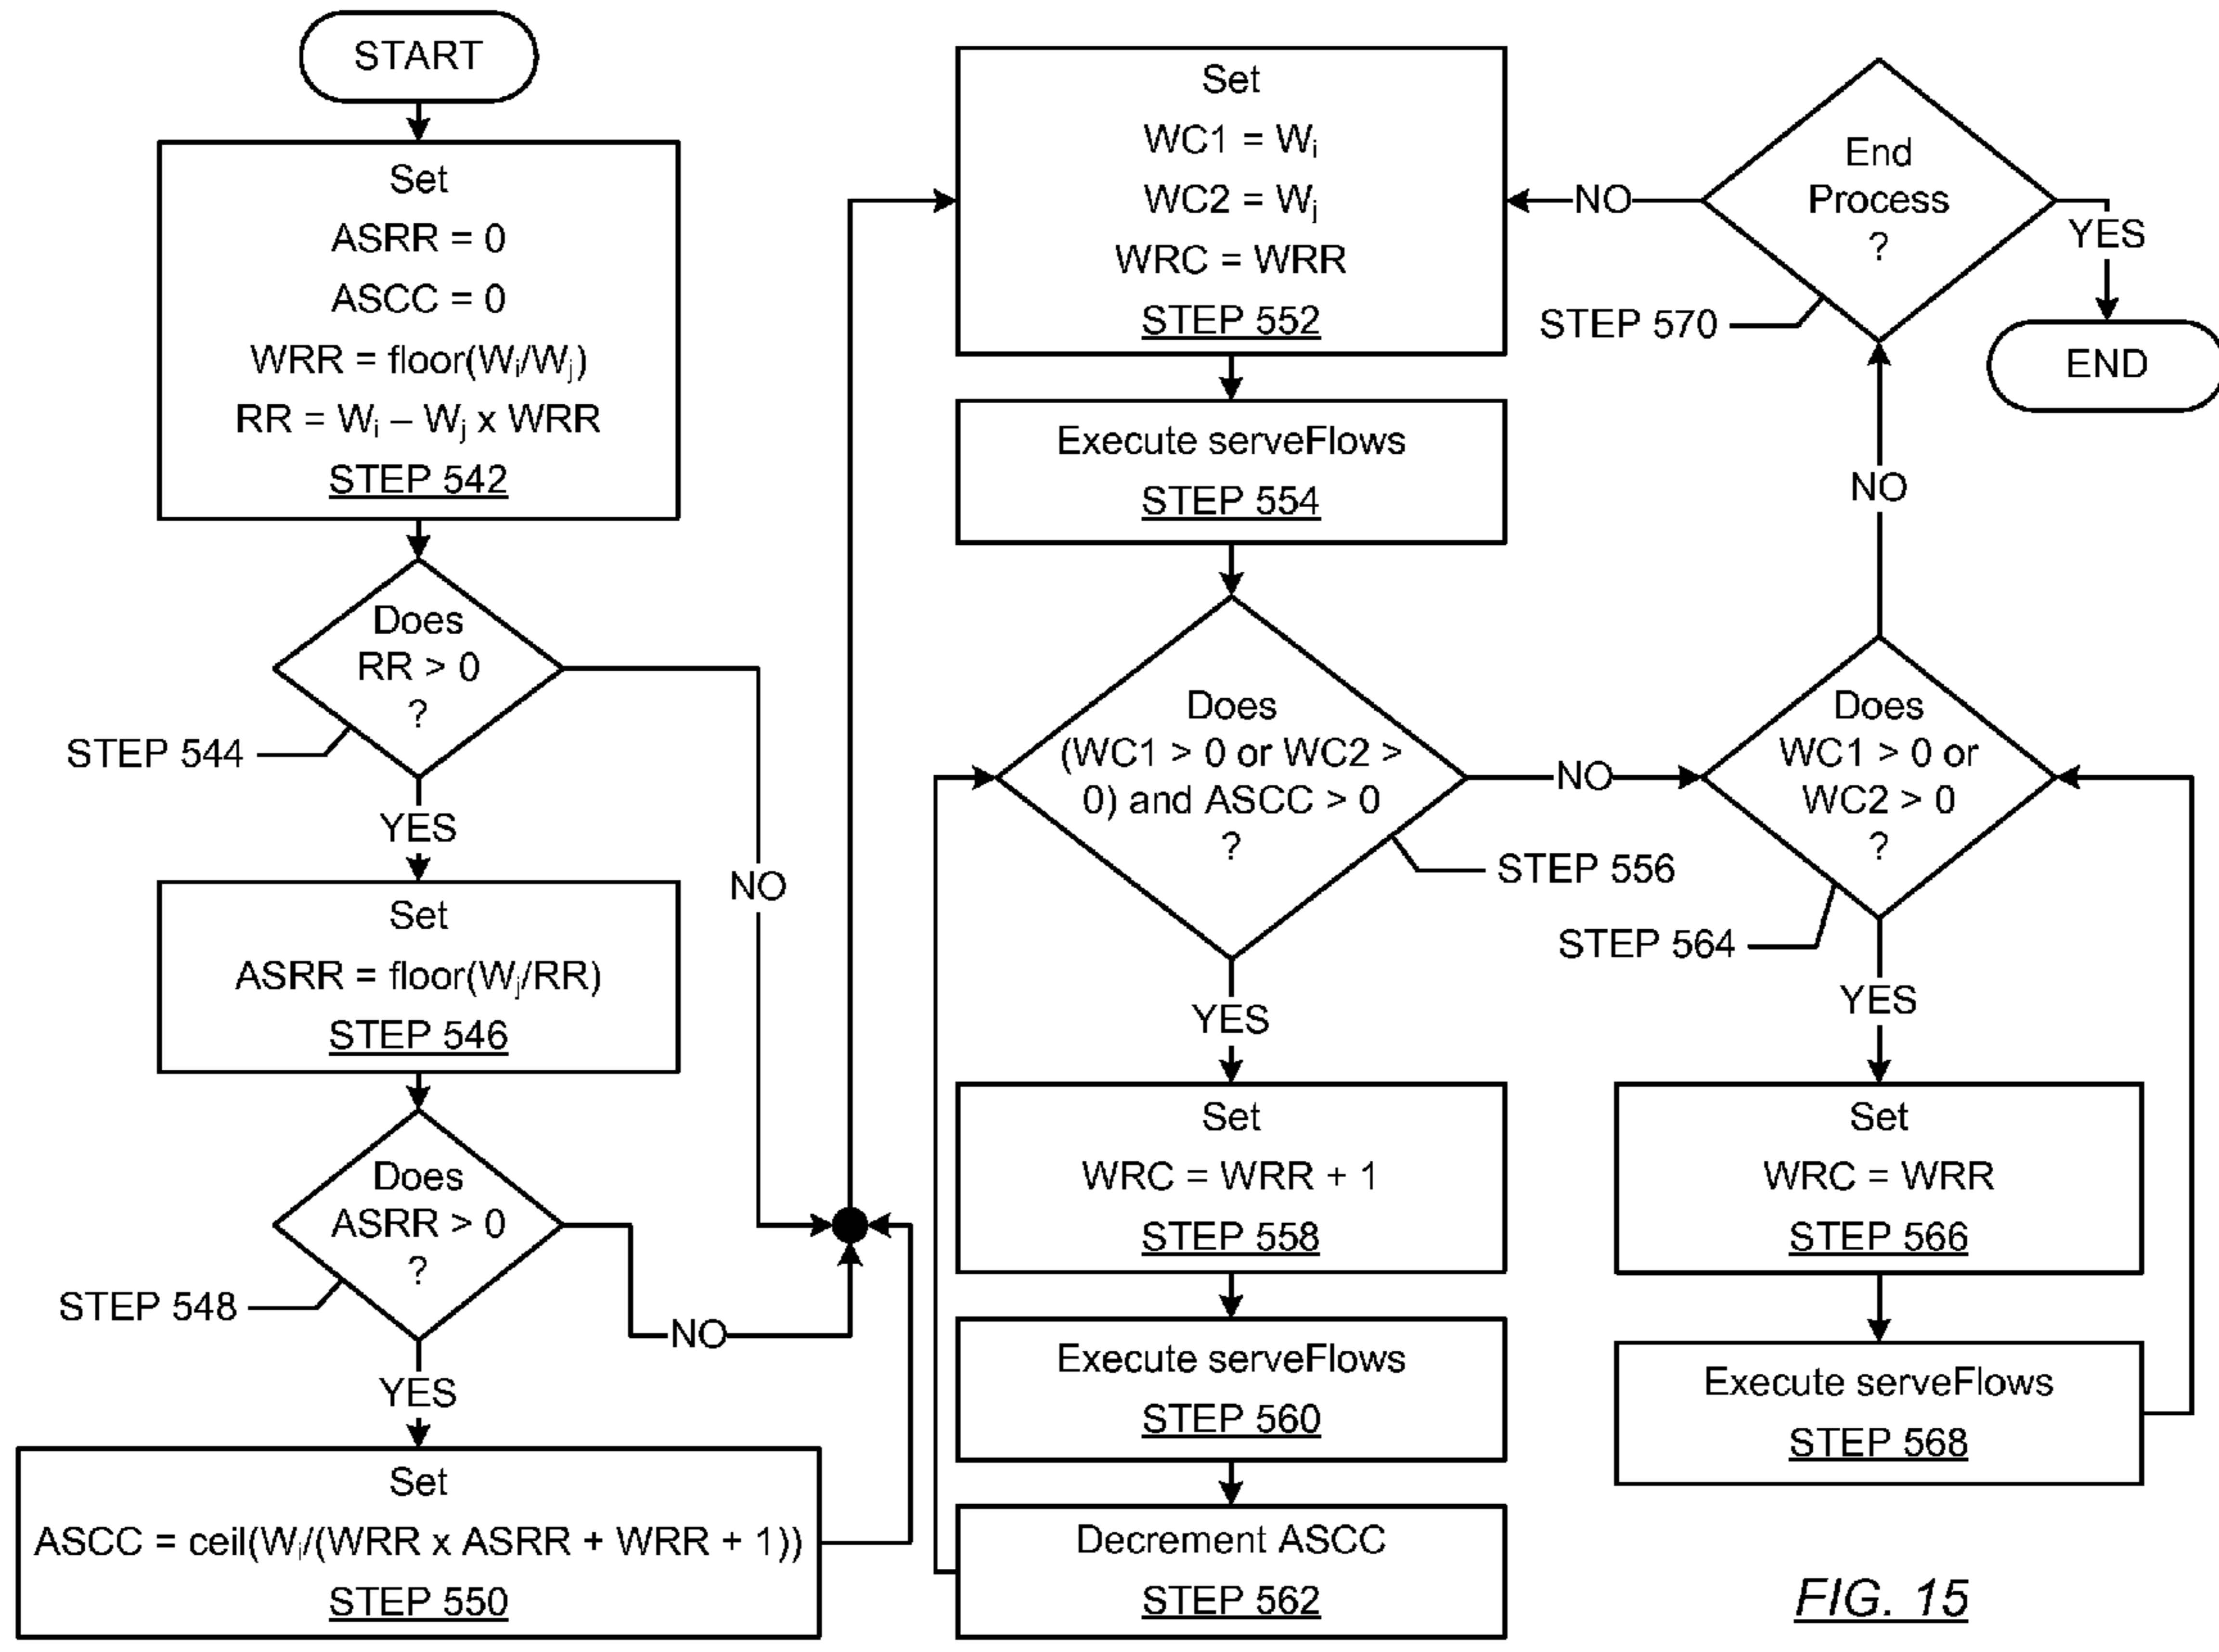 START
Set
ASRR = 0
ASCC = 0
WRR = floor(Wi/Wj)
RR = Wi – Wj x WRR
STEP 542
Does
RR > 0
?
STEP 544
YES
NO
Set
ASRR = floor(Wj/RR)
STEP 546
Does
ASRR > 0
?
STEP 548
NO
YES
Set
ASCC = ceil(Wi/(WRR x ASRR + WRR + 1))
STEP 550
Set
WC1 = Wi
WC2 = Wj
WRC = WRR
STEP 552
Execute serveFlows
STEP 554
Does
(WC1 > 0 or WC2 >
0) and ASCC > 0
?
STEP 556
NO
YES
Set
WRC = WRR + 1
STEP 558
Execute serveFlows
STEP 560
Decrement ASCC
STEP 562
End
Process
?
NO
YES
STEP 570
END
NO
Does
WC1 > 0 or
WC2 > 0
?
STEP 564
YES
Set
WRC = WRR
STEP 566
Execute serveFlows
STEP 568
FIG. 15